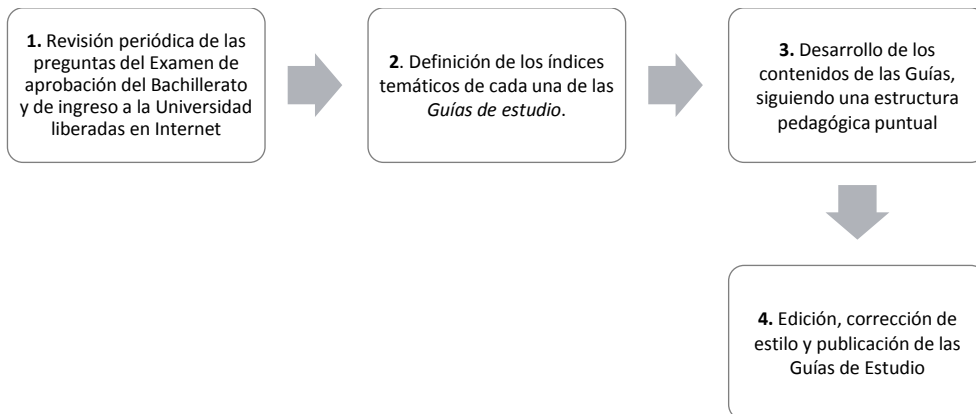 1. Revisión periódica de las
preguntas del Examen de
aprobación del Bachillerato
y de ingreso a la Universidad
liberadas en Internet
2. Definición de los índices
temáticos de cada una de las
Guías de estudio.
3. Desarrollo de los
contenidos de las Guías,
siguiendo una estructura
pedagógica puntual
4. Edición, corrección de
estilo y publicación de las
Guías de Estudio